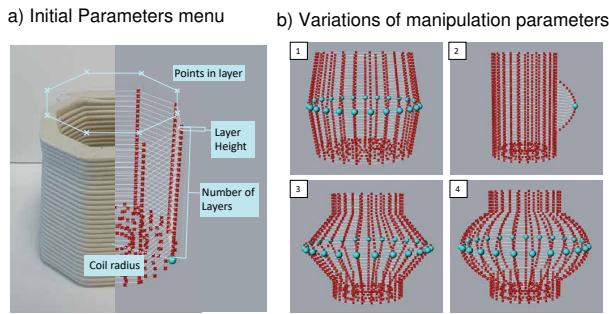 a) Initial Parameters menu
b) Variations of manipulation parameters
Points in layer
Layer
Height
Number of
Layers
Coil radius
1
2
3
4